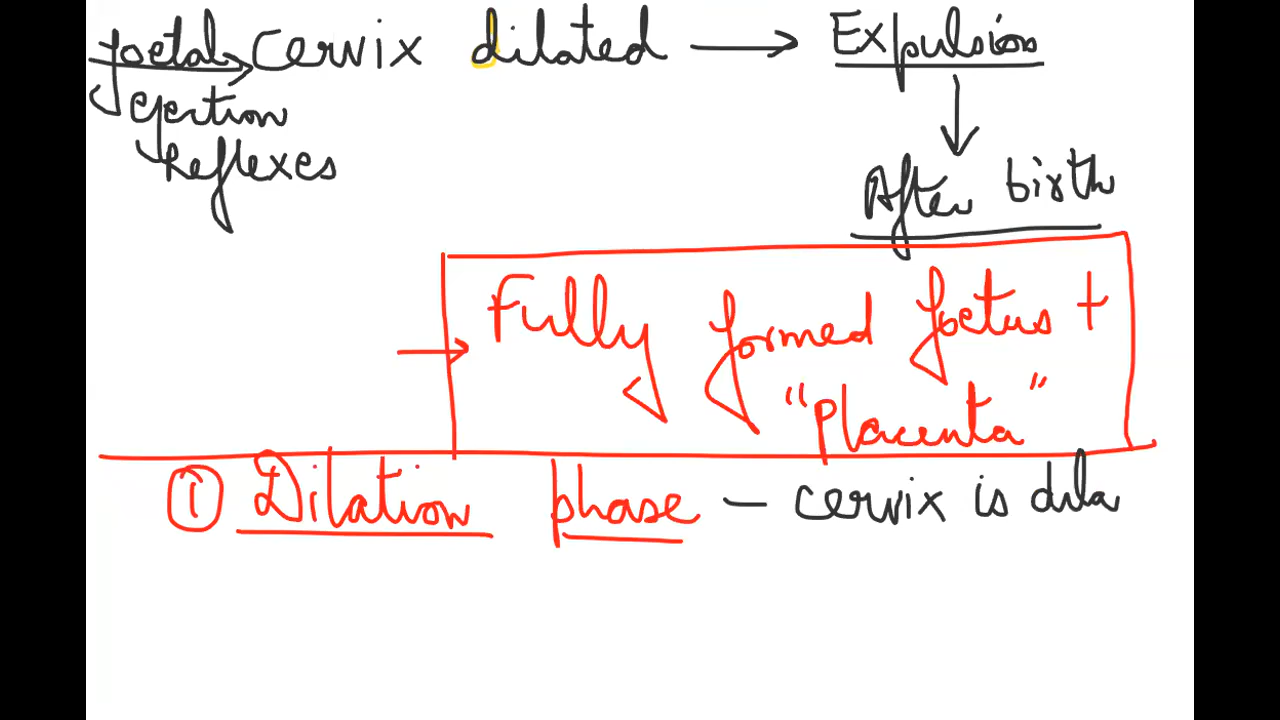 foetal → cervix dilated → Expulsion
ejection
Reflexes
↓
After birth
→ Fully formed foetus +
"Placenta"
① Dilation phase – cervix is dila